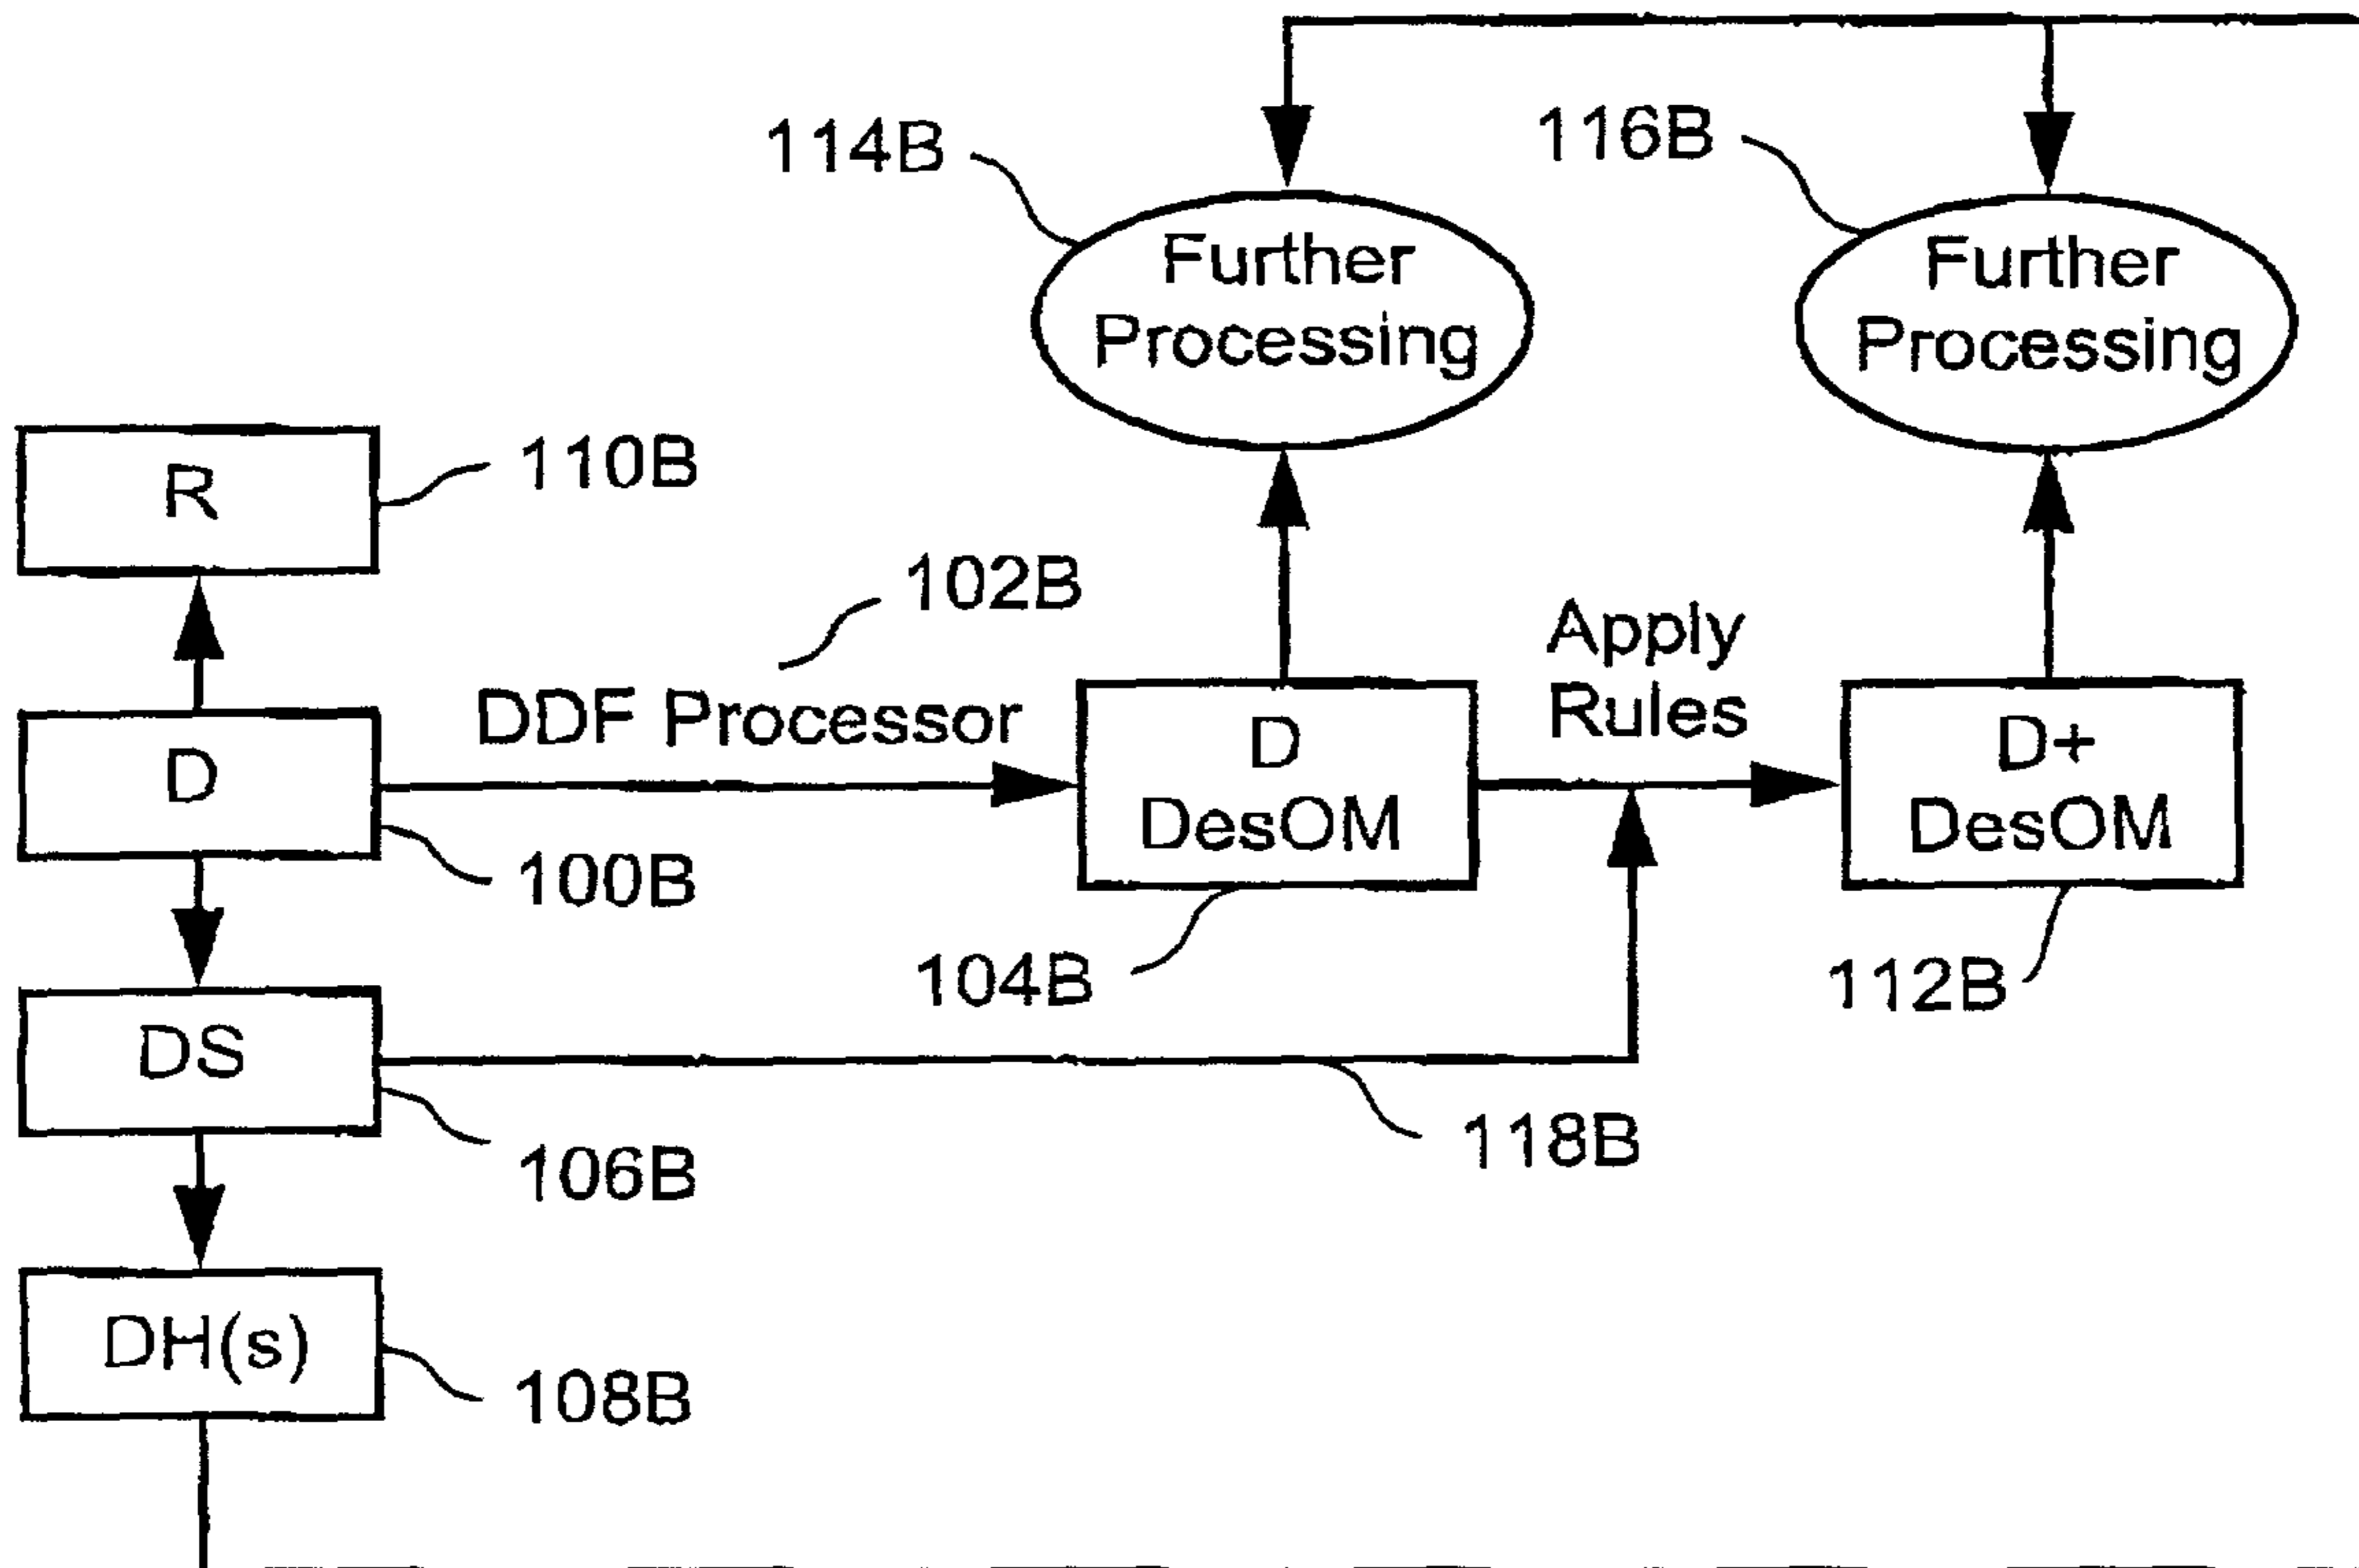 114B
116B
Further
Processing
Further
Processing
R
110B
102B
DDF Processor
Apply
Rules
D
100B
D
DesOM
D+
DesOM
104B
112B
DS
106B
118B
DH(s)
108B